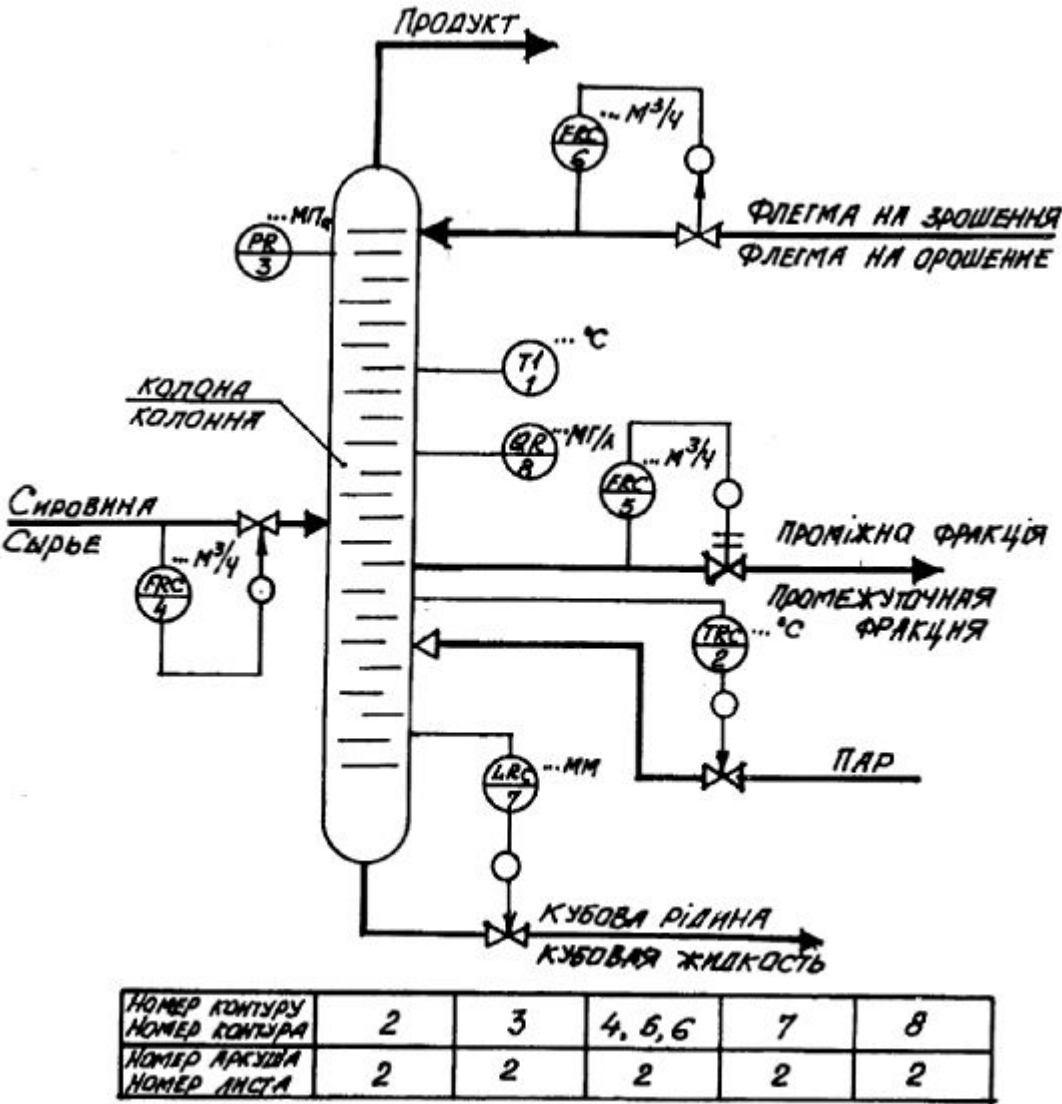 ПРОДУКТ
FRC
6
... М³/Ч
ФЛЕГМА НА ЗРОШЕННЯ
ФЛЕГМА НА ОРОШЕНИЕ
... МПа
PR
3
TI
1
... °С
КОЛОНА
КОЛОННА
QR
8
...МГ/л
FRC
5
... М³/Ч
СИРОВИНА
СЫРЬЕ
FRC
4
... М³/Ч
ПРОМІЖНА ФРАКЦІЯ
ПРОМЕЖУТОЧНАЯ
ФРАКЦИЯ
TRC
2
... °С
ПАР
LRC
7
...ММ
КУБОВА РІДИНА
КУБОВАЯ ЖИДКОСТЬ
НОМЕР КОНТУРУ
НОМЕР КОНТУРА
2 3 4, 5, 6 7 8
НОМЕР АРКУША
НОМЕР ЛИСТА
2 2 2 2 2